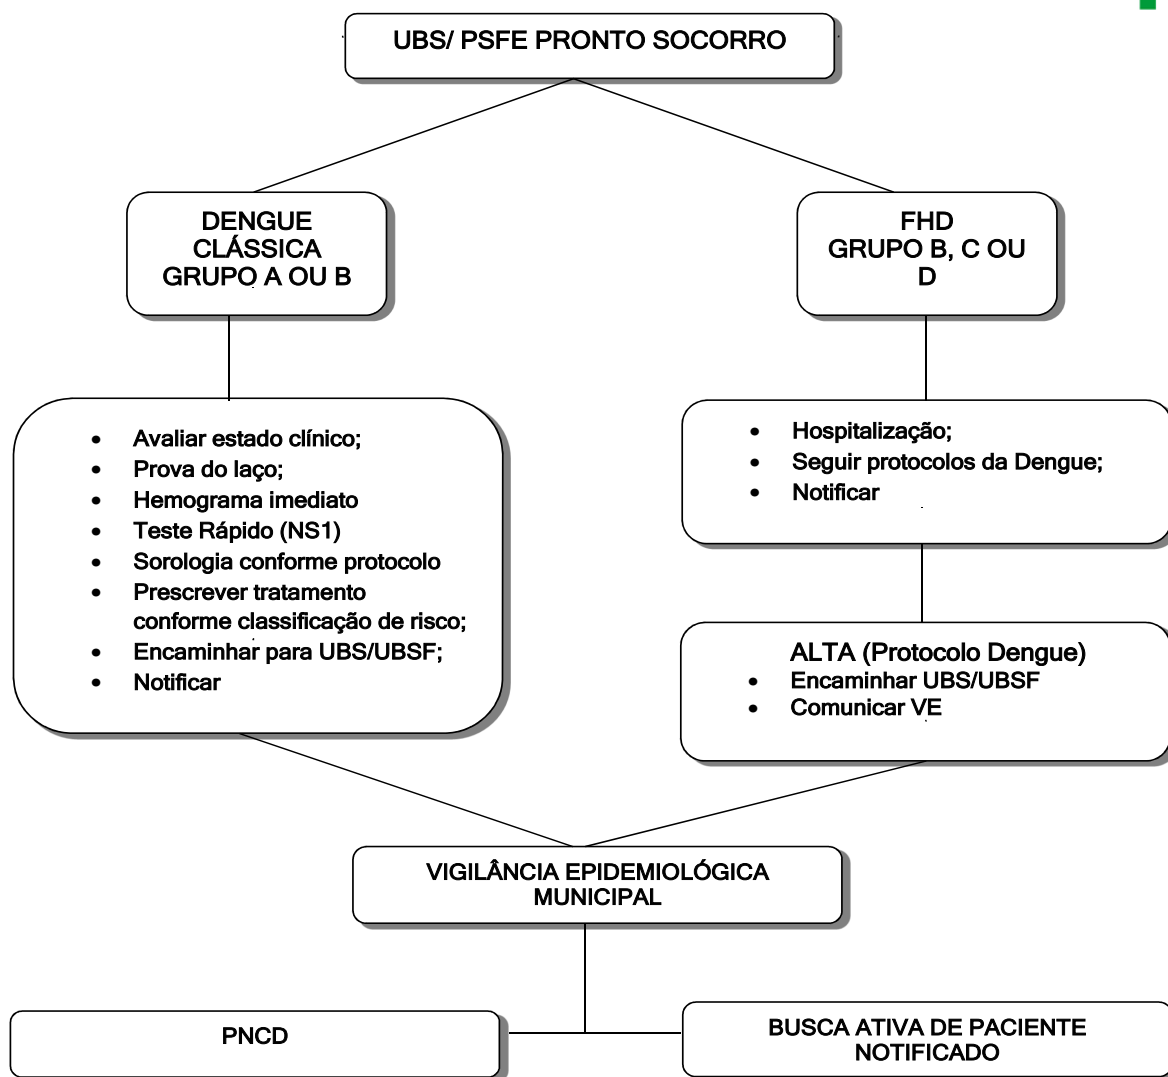 UBS/ PSFE PRONTO SOCORRO
DENGUE
CLÁSSICA
GRUPO A OU B
FHD
GRUPO B, C OU
D
• Avaliar estado clínico;
• Prova do laço;
• Hemograma imediato
• Teste Rápido (NS1)
• Sorologia conforme protocolo
• Prescrever tratamento
conforme classificação de risco;
• Encaminhar para UBS/UBSF;
• Notificar
• Hospitalização;
• Seguir protocolos da Dengue;
• Notificar
ALTA (Protocolo Dengue)
• Encaminhar UBS/UBSF
• Comunicar VE
VIGILÂNCIA EPIDEMIOLÓGICA
MUNICIPAL
PNCD
BUSCA ATIVA DE PACIENTE
NOTIFICADO